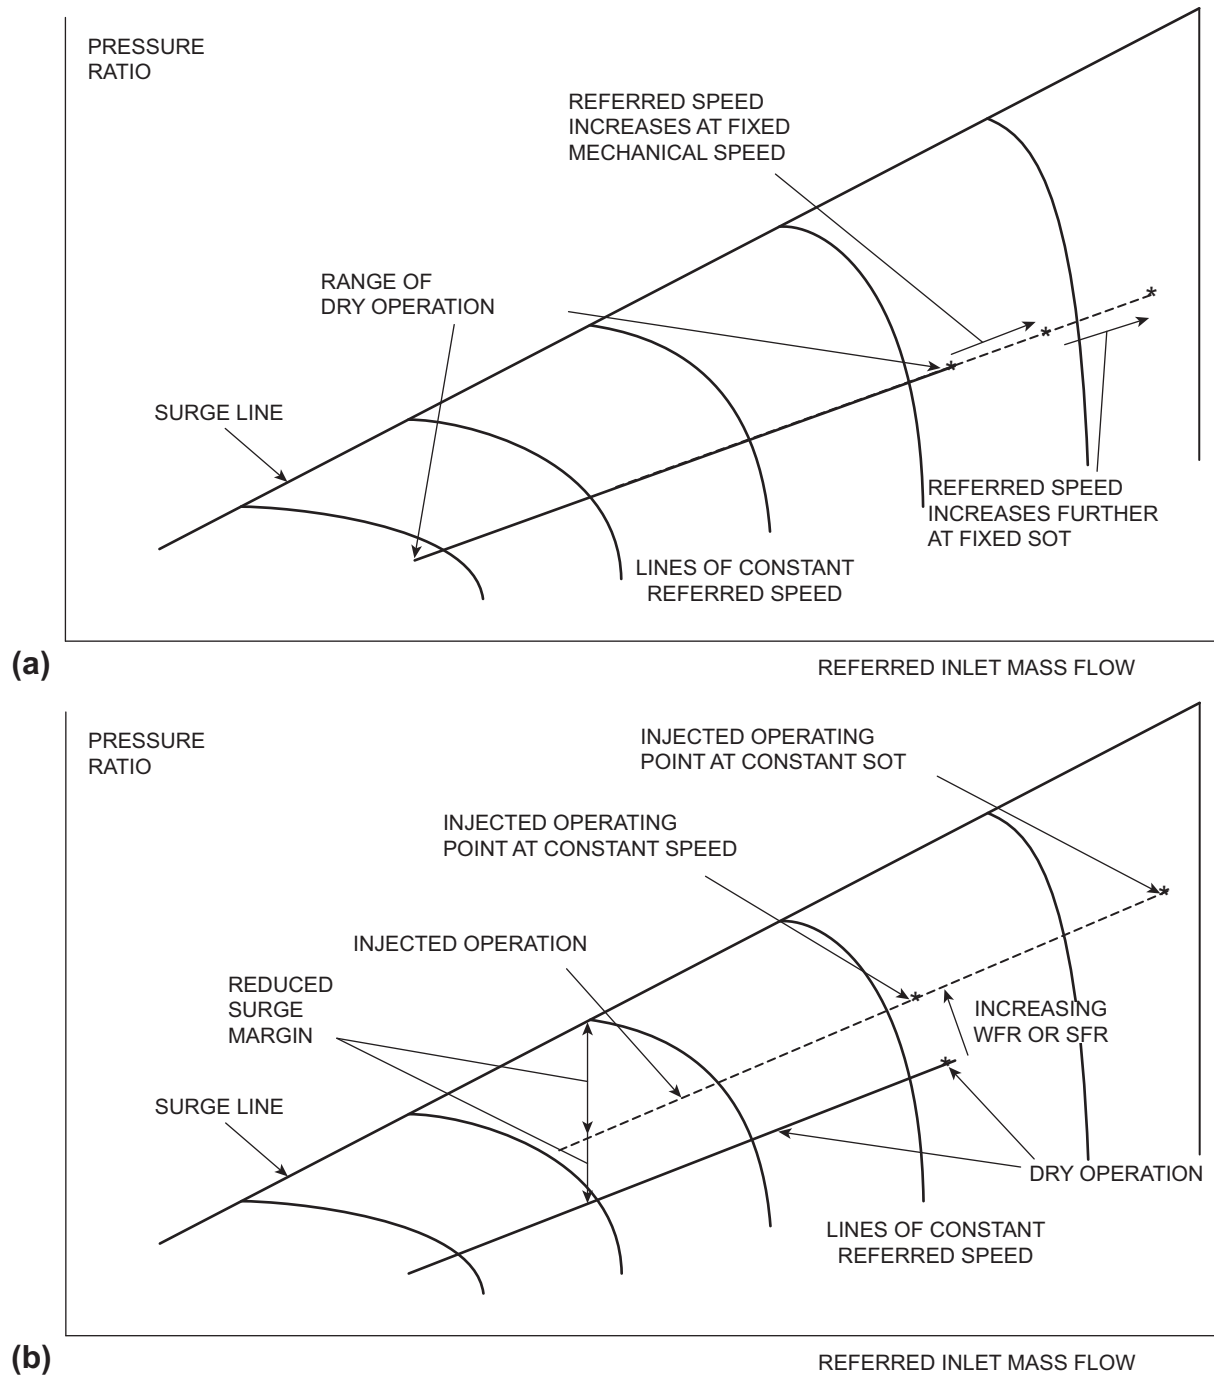 PRESSURE
RATIO
REFERRED SPEED
INCREASES AT FIXED
MECHANICAL SPEED
RANGE OF
DRY OPERATION
SURGE LINE
REFERRED SPEED
INCREASES FURTHER
AT FIXED SOT
LINES OF CONSTANT
REFERRED SPEED
(a)
REFERRED INLET MASS FLOW
PRESSURE
RATIO
INJECTED OPERATING
POINT AT CONSTANT SOT
INJECTED OPERATING
POINT AT CONSTANT SPEED
INJECTED OPERATION
REDUCED
SURGE
MARGIN
INCREASING
WFR OR SFR
SURGE LINE
DRY OPERATION
LINES OF CONSTANT
REFERRED SPEED
(b)
REFERRED INLET MASS FLOW